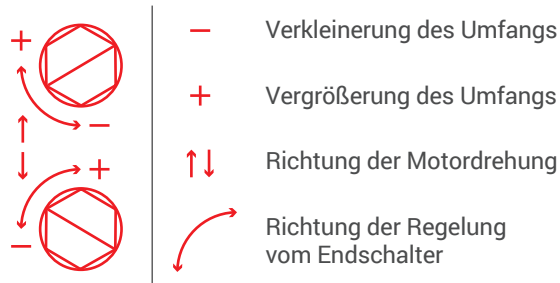 +
−
+
−
− Verkleinerung des Umfangs
+ Vergrößerung des Umfangs
↑↓ Richtung der Motordrehung
Richtung der Regelung
vom Endschalter